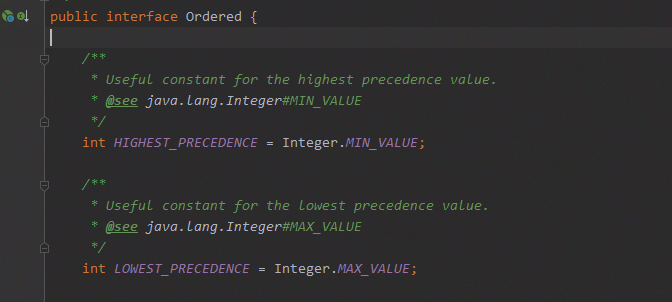 public interface Ordered {
/**
* Useful constant for the highest precedence value.
* @see java.lang.Integer#MIN_VALUE
*/
int HIGHEST_PRECEDENCE = Integer.MIN_VALUE;
/**
* Useful constant for the lowest precedence value.
* @see java.lang.Integer#MAX_VALUE
*/
int LOWEST_PRECEDENCE = Integer.MAX_VALUE;